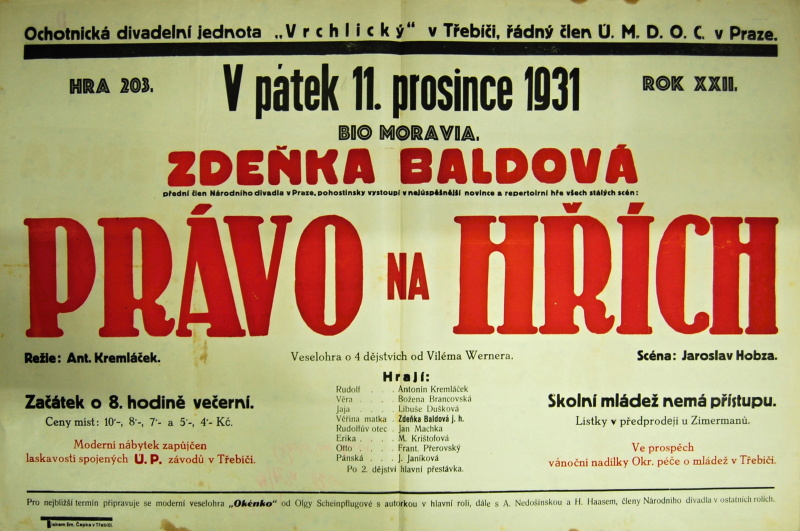 Ochotnická divadelní jednota „Vrchlický" v Třebíči, řádný člen Ú. M. D. O. C. v Praze.
HRA 203.
V pátek 11. prosince 1931
ROK XXII.
BIO MORAVIA.
ZDEŇKA BALDOVÁ
přední člen Národního divadla v Praze, pohostinsky vystoupí v nejúspěšnější novince a repertoirní hře všech stálých scén:
PRÁVO NA HŘÍCH
Režie: Ant. Kremláček.
Veselohra o 4 dějstvích od Viléma Wernera.
Scéna: Jaroslav Hobza.
Hrají:
Rudolf . . . Antonín Kremláček
Věra . . . Božena Brancovská
Jaja . . . Libuše Dušková
Věřina matka . Zdeňka Baldová j. h.
Rudolfův otec . Jan Machka
Erika . . . M. Krištofová
Otto . . . Frant. Přerovský
Pánská . . . J. Janíková
Po 2. dějství hlavní přestávka.
Začátek o 8. hodině večerní.
Ceny míst: 10'-, 8'-, 7'- a 5'-, 4'- Kč.
Moderní nábytek zapůjčen
laskavostí spojených U. P. závodů v Třebíči.
Školní mládež nemá přístupu.
Lístky v předprodeji u Zimermanů.
Ve prospěch
vánoční nadílky Okr. péče o mládež v Třebíči.
Pro nejbližší termín připravuje se moderní veselohra „Okénko" od Olgy Scheinpflugové s autorkou v hlavní roli, dále s A. Nedošinskou a H. Haasem, členy Národního divadla v ostatních rolích.
Tiskem Em. Čapka v Třebíči.